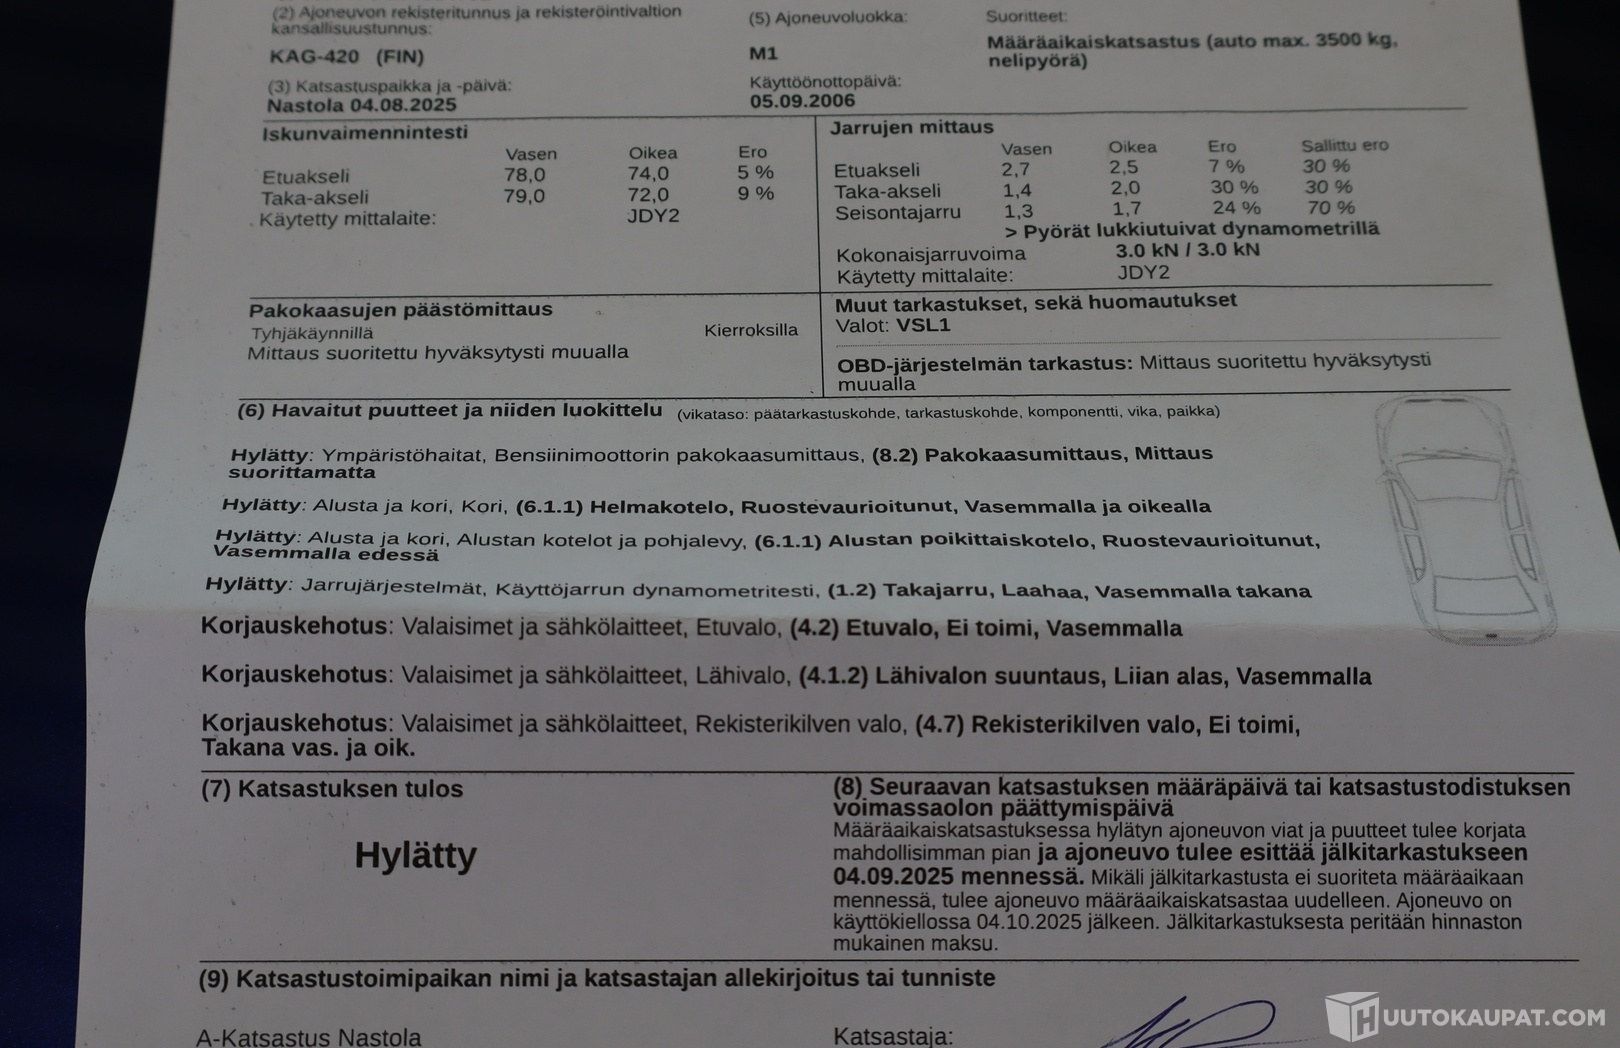 (2) Ajoneuvon rekisteritunnus ja rekisteröintivaltion
kansallisuustunnus:
KAG-420 (FIN)
(5) Ajoneuvoluokka:
M1
Suoritteet:
Määräaikaiskatsastus (auto max. 3500 kg,
nelipyörä)
(3) Katsastuspaikka ja -päivä:
Nastola 04.08.2025
Käyttöönottopäivä:
05.09.2006
Iskunvaimennintesti
Vasen Oikea Ero
Etuakseli 78,0 74,0 5 %
Taka-akseli 79,0 72,0 9 %
Käytetty mittalaite: JDY2
Jarrujen mittaus
Vasen Oikea Ero Sallittu ero
Etuakseli 2,7 2,5 7 % 30 %
Taka-akseli 1,4 2,0 30 % 30 %
Seisontajarru 1,3 1,7 24 % 70 %
> Pyörät lukkiutuivat dynamometrillä
Kokonaisjarruvoima 3.0 kN / 3.0 kN
Käytetty mittalaite: JDY2
Pakokaasujen päästömittaus
Tyhjäkäynnillä Kierroksilla
Mittaus suoritettu hyväksytysti muualla
Muut tarkastukset, sekä huomautukset
Valot: VSL1
OBD-järjestelmän tarkastus: Mittaus suoritettu hyväksytysti
muualla
(6) Havaitut puutteet ja niiden luokittelu (vikataso: päätarkastuskohde, tarkastuskohde, komponentti, vika, paikka)
Hylätty: Ympäristöhaitat, Bensiinimoottorin pakokaasumittaus, (8.2) Pakokaasumittaus, Mittaus
suorittamatta
Hylätty: Alusta ja kori, Kori, (6.1.1) Helmakotelo, Ruostevaurioitunut, Vasemmalla ja oikealla
Hylätty: Alusta ja kori, Alustan kotelot ja pohjalevy, (6.1.1) Alustan poikittaiskotelo, Ruostevaurioitunut,
Vasemmalla edessä
Hylätty: Jarrujärjestelmät, Käyttöjarrun dynamometritesti, (1.2) Takajarru, Laahaa, Vasemmalla takana
Korjauskehotus: Valaisimet ja sähkölaitteet, Etuvalo, (4.2) Etuvalo, Ei toimi, Vasemmalla
Korjauskehotus: Valaisimet ja sähkölaitteet, Lähivalo, (4.1.2) Lähivalon suuntaus, Liian alas, Vasemmalla
Korjauskehotus: Valaisimet ja sähkölaitteet, Rekisterikilven valo, (4.7) Rekisterikilven valo, Ei toimi,
Takana vas. ja oik.
(7) Katsastuksen tulos
Hylätty
(8) Seuraavan katsastuksen määräpäivä tai katsastustodistuksen
voimassaolon päättymispäivä
Määräaikaiskatsastuksessa hylätyn ajoneuvon viat ja puutteet tulee korjata
mahdollisimman pian ja ajoneuvo tulee esittää jälkitarkastukseen
04.09.2025 mennessä. Mikäli jälkitarkastusta ei suoriteta määräaikaan
mennessä, tulee ajoneuvo määräaikaiskatsastaa uudelleen. Ajoneuvo on
käyttökiellossa 04.10.2025 jälkeen. Jälkitarkastuksesta peritään hinnaston
mukainen maksu.
(9) Katsastustoimipaikan nimi ja katsastajan allekirjoitus tai tunniste
A-Katsastus Nastola
Katsastaja:
HUUTOKAUPAT.COM